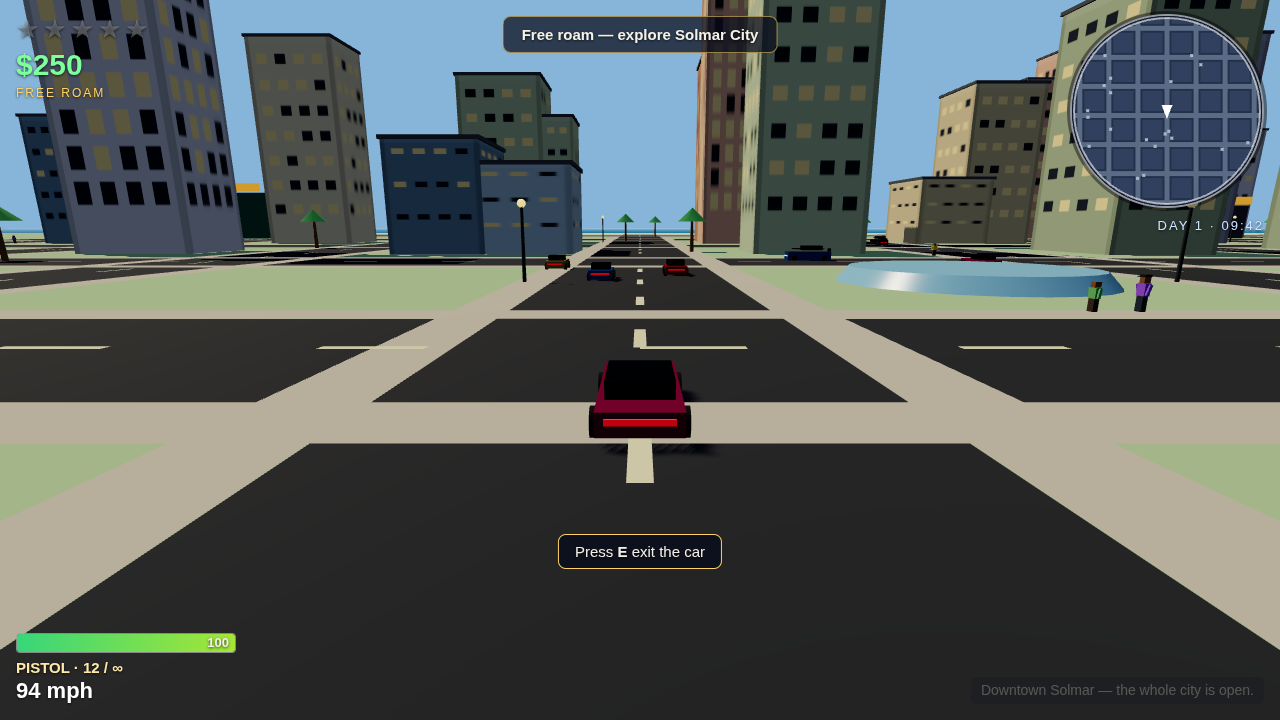 Free roam — explore Solmar City
$250
FREE ROAM
DAY 1 · 09:42
Press E exit the car
100
PISTOL · 12 / ∞
94 mph
Downtown Solmar — the whole city is open.